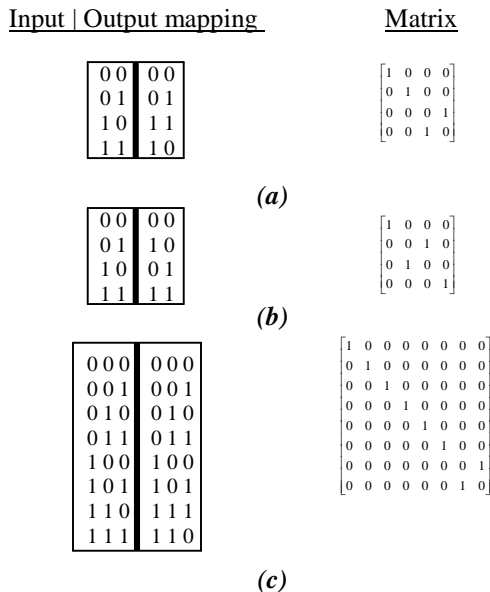 Input | Output mapping Matrix
0 0 0 0 1 0 0 0
0 1 0 1 0 1 0 0
1 0 1 1 0 0 0 1
1 1 1 0 0 0 1 0
(a)
0 0 0 0 1 0 0 0
0 1 1 0 0 0 1 0
1 0 0 1 0 1 0 0
1 1 1 1 0 0 0 1
(b)
0 0 0 0 0 0 1 0 0 0 0 0 0 0
0 0 1 0 0 1 0 1 0 0 0 0 0 0
0 1 0 0 1 0 0 0 1 0 0 0 0 0
0 1 1 0 1 1 0 0 0 1 0 0 0 0
1 0 0 1 0 0 0 0 0 0 1 0 0 0
1 0 1 1 0 1 0 0 0 0 0 1 0 0
1 1 0 1 1 1 0 0 0 0 0 0 0 1
1 1 1 1 1 0 0 0 0 0 0 0 1 0
(c)